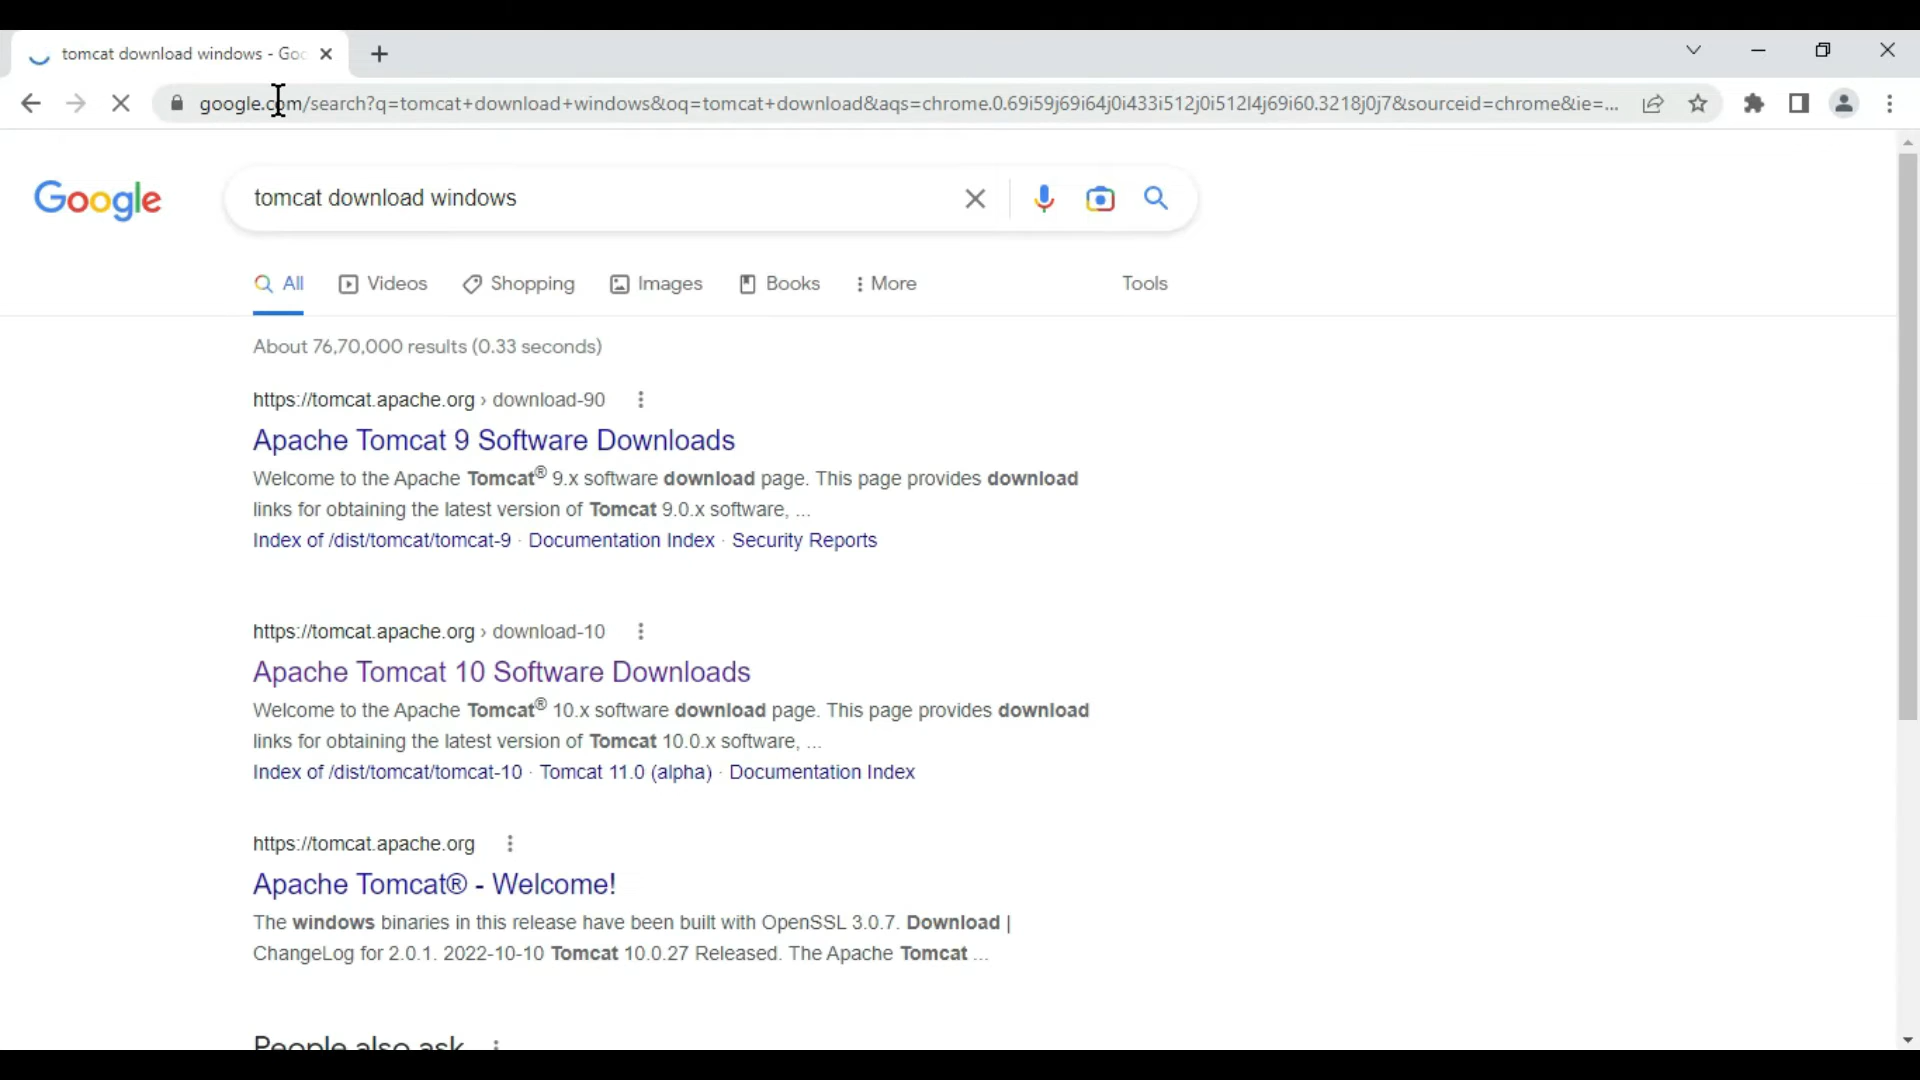 tomcat download windows - Goo
google.com/search?q=tomcat+download+windows&oq=tomcat+download&aqs=chrome.0.69i59j69i64j0i433i512j0i512l4j69i60.3218j0j7&sourceid=chrome&ie=...
Google
tomcat download windows
All Videos Shopping Images Books More Tools
About 76,70,000 results (0.33 seconds)
https://tomcat.apache.org › download-90
Apache Tomcat 9 Software Downloads
Welcome to the Apache Tomcat® 9.x software download page. This page provides download
links for obtaining the latest version of Tomcat 9.0.x software, ...
Index of /dist/tomcat/tomcat-9 · Documentation Index · Security Reports
https://tomcat.apache.org › download-10
Apache Tomcat 10 Software Downloads
Welcome to the Apache Tomcat® 10.x software download page. This page provides download
links for obtaining the latest version of Tomcat 10.0.x software, ...
Index of /dist/tomcat/tomcat-10 · Tomcat 11.0 (alpha) · Documentation Index
https://tomcat.apache.org
Apache Tomcat® - Welcome!
The windows binaries in this release have been built with OpenSSL 3.0.7. Download |
ChangeLog for 2.0.1. 2022-10-10 Tomcat 10.0.27 Released. The Apache Tomcat ...
People also ask